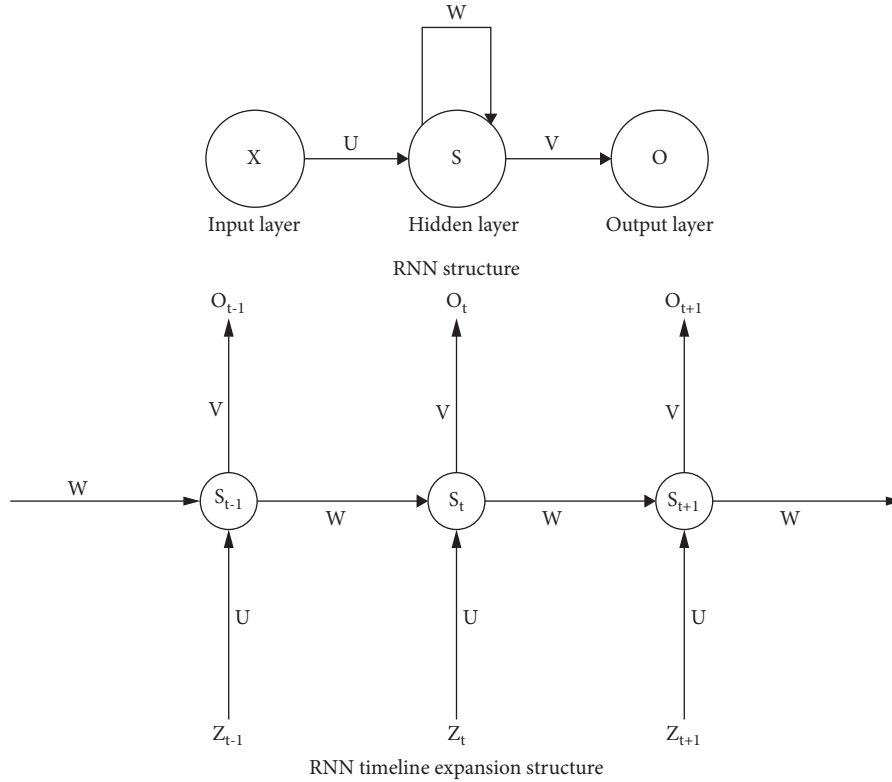 W
X
U
S
V
O
Input layer
Hidden layer
Output layer
RNN structure
O_{t-1}
O_t
O_{t+1}
V
V
V
W
S_{t-1}
W
S_t
W
S_{t+1}
W
U
U
U
Z_{t-1}
Z_t
Z_{t+1}
RNN timeline expansion structure